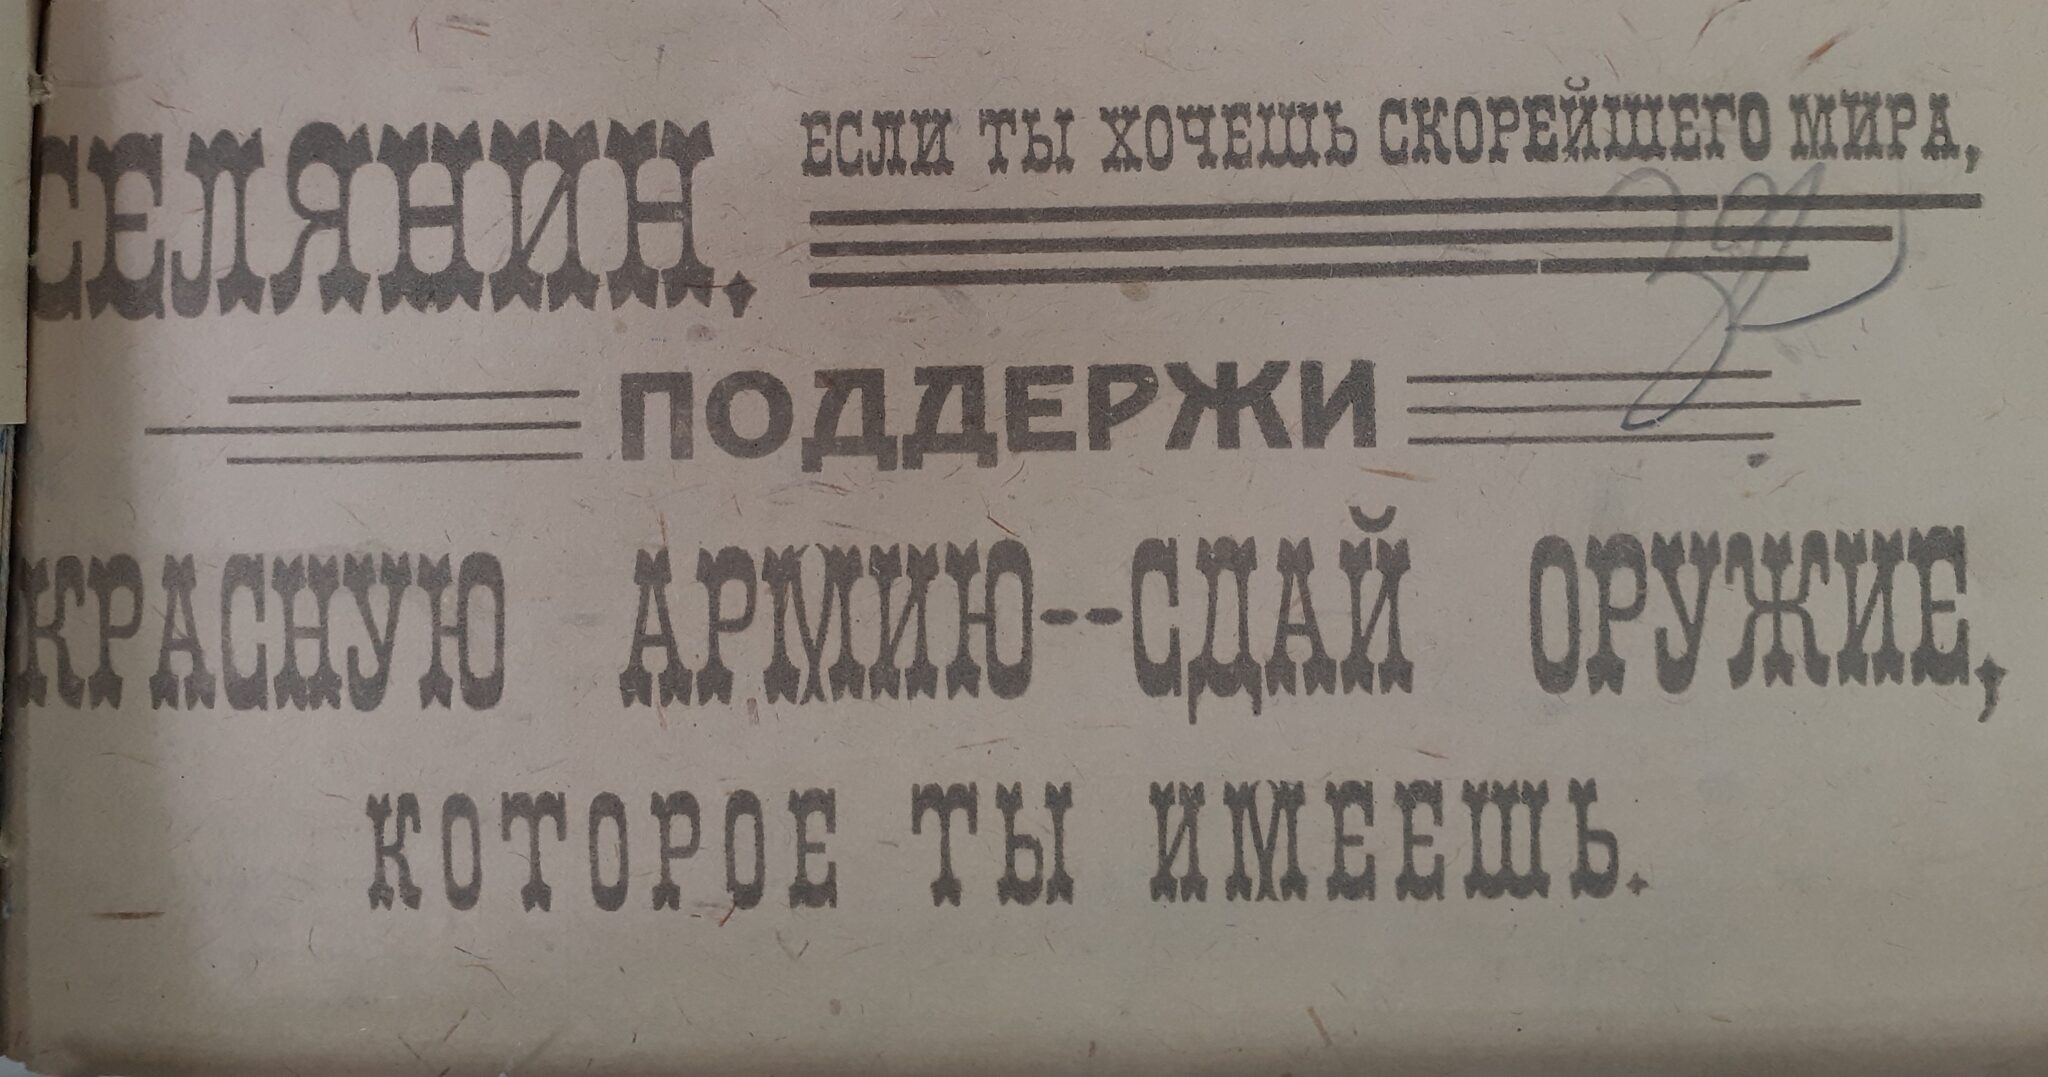 СЕЛЯНИН, ЕСЛИ ТЫ ХОЧЕШЬ СКОРЕЙШЕГО МИРА,
ПОДДЕРЖИ
КРАСНУЮ АРМИЮ--СДАЙ ОРУЖИЕ,
КОТОРОЕ ТЫ ИМЕЕШЬ.